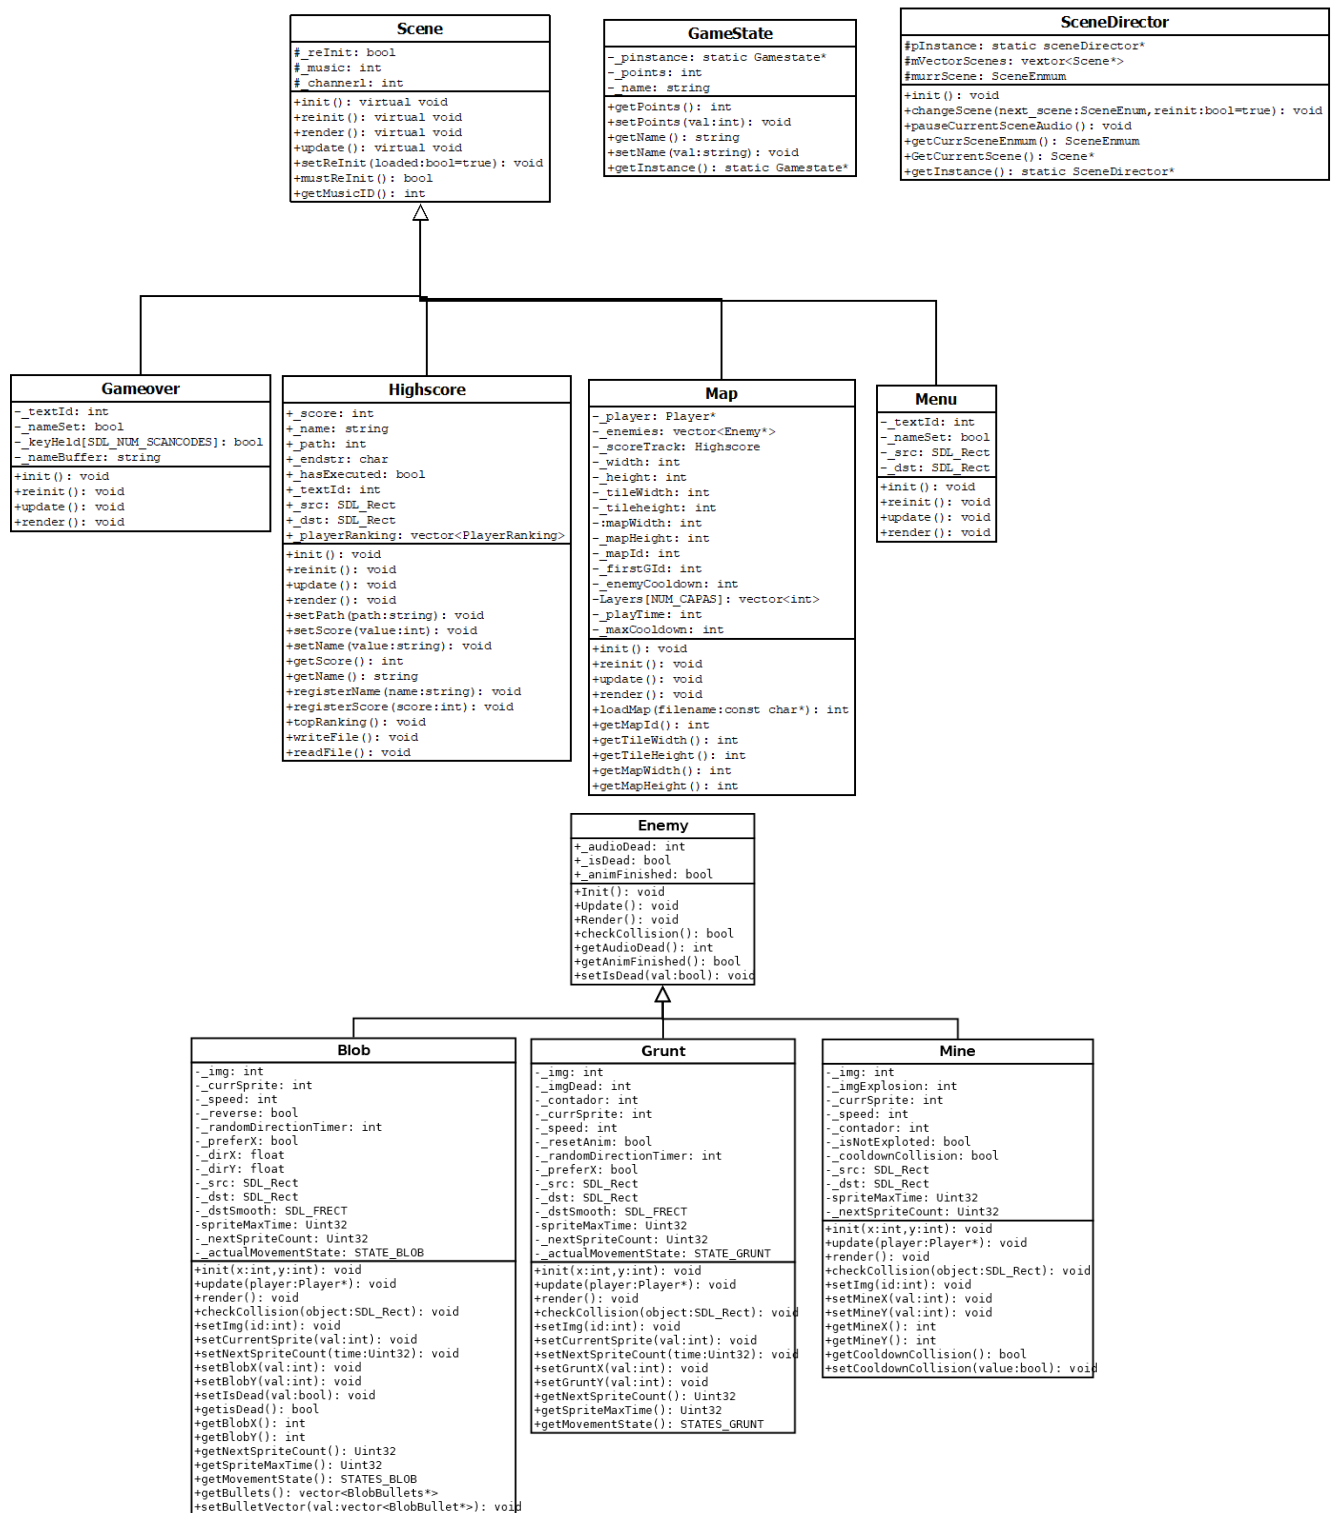 Scene
#_reInit: bool
#_music: int
#_channerl: int
+init(): virtual void
+reinit(): virtual void
+render(): virtual void
+update(): virtual void
+setReInit(loaded:bool=true): void
+mustReInit(): bool
+getMusicID(): int
GameState
-_pinstance: static Gamestate*
-_points: int
-_name: string
+getPoints(): int
+setPoints(val:int): void
+getName(): string
+setName(val:string): void
+getInstance(): static Gamestate*
SceneDirector
#pInstance: static sceneDirector*
#mVectorScenes: vextor<Scene*>
#murrScene: SceneEnmum
+init(): void
+changeScene(next_scene:SceneEnum,reinit:bool=true): void
+pauseCurrentSceneAudio(): void
+getCurrSceneEnmum(): SceneEnmum
+GetCurrentScene(): Scene*
+getInstance(): static SceneDirector*
Gameover
-_textId: int
-_nameSet: bool
-_keyHeld[SDL_NUM_SCANCODES]: bool
-_nameBuffer: string
+init(): void
+reinit(): void
+update(): void
+render(): void
Highscore
+_score: int
+_name: string
+_path: int
+_endstr: char
+_hasExecuted: bool
+_textId: int
+_src: SDL_Rect
+_dst: SDL_Rect
+_playerRanking: vector<PlayerRanking>
+init(): void
+reinit(): void
+update(): void
+render(): void
+setPath(path:string): void
+setScore(value:int): void
+setName(value:string): void
+getScore(): int
+getName(): string
+registerName(name:string): void
+registerScore(score:int): void
+topRanking(): void
+writeFile(): void
+readFile(): void
Map
-_player: Player*
-_enemies: vector<Enemy*>
-_scoreTrack: Highscore
-_width: int
-_height: int
-_tileWidth: int
-_tileheight: int
-:mapWidth: int
-_mapHeight: int
-_mapId: int
-_firstGId: int
-_enemyCooldown: int
-Layers[NUM_CAPAS]: vector<int>
-_playTime: int
-_maxCooldown: int
+init(): void
+reinit(): void
+update(): void
+render(): void
+loadMap(filename:const char*): int
+getMapId(): int
+getTileWidth(): int
+getTileHeight(): int
+getMapWidth(): int
+getMapHeight(): int
Menu
-_textId: int
-_nameSet: bool
-_src: SDL_Rect
-_dst: SDL_Rect
+init(): void
+reinit(): void
+update(): void
+render(): void
Enemy
+_audioDead: int
+_isDead: bool
+_animFinished: bool
+Init(): void
+Update(): void
+Render(): void
+checkCollision(): bool
+getAudioDead(): int
+getAnimFinished(): bool
+setIsDead(val:bool): void
Blob
-_img: int
-_currSprite: int
-_speed: int
-_reverse: bool
-_randomDirectionTimer: int
-_preferX: bool
-_dirX: float
-_dirY: float
-_src: SDL_Rect
-_dst: SDL_Rect
-_dstSmooth: SDL_FRECT
-spriteMaxTime: Uint32
-_nextSpriteCount: Uint32
-_actualMovementState: STATE_BLOB
+init(x:int,y:int): void
+update(player:Player*): void
+render(): void
+checkCollision(object:SDL_Rect): void
+setImg(id:int): void
+setCurrentSprite(val:int): void
+setNextSpriteCount(time:Uint32): void
+setBlobX(val:int): void
+setBlobY(val:int): void
+setIsDead(val:bool): void
+getisDead(): bool
+getBlobX(): int
+getBlobY(): int
+getNextSpriteCount(): Uint32
+getSpriteMaxTime(): Uint32
+getMovementState(): STATES_BLOB
+getBullets(): vector<BlobBullets*>
+setBulletVector(val:vector<BlobBullet*>): void
Grunt
-_img: int
-_imgDead: int
-_contador: int
-_currSprite: int
-_speed: int
-_resetAnim: bool
-_randomDirectionTimer: int
-_preferX: bool
-_src: SDL_Rect
-_dst: SDL_Rect
-_dstSmooth: SDL_FRECT
-spriteMaxTime: Uint32
-_nextSpriteCount: Uint32
-_actualMovementState: STATE_GRUNT
+init(x:int,y:int): void
+update(player:Player*): void
+render(): void
+checkCollision(object:SDL_Rect): void
+setImg(id:int): void
+setCurrentSprite(val:int): void
+setNextSpriteCount(time:Uint32): void
+setGruntX(val:int): void
+setGruntY(val:int): void
+getNextSpriteCount(): Uint32
+getSpriteMaxTime(): Uint32
+getMovementState(): STATES_GRUNT
Mine
-_img: int
-_imgExplosion: int
-_currSprite: int
-_speed: int
-_contador: int
-_isNotExploted: bool
-_cooldownCollision: bool
-_src: SDL_Rect
-_dst: SDL_Rect
-spriteMaxTime: Uint32
-_nextSpriteCount: Uint32
+init(x:int,y:int): void
+update(player:Player*): void
+render(): void
+checkCollision(object:SDL_Rect): void
+setImg(id:int): void
+setMineX(val:int): void
+setMineY(val:int): void
+getMineX(): int
+getMineY(): int
+getCooldownCollision(): bool
+setCooldownCollision(value:bool): void